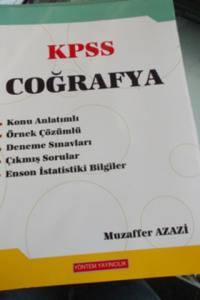 KPSS
COĞRAFYA
• Konu Anlatımlı
• Örnek Çözümlü
• Deneme Sınavları
• Çıkmış Sorular
• Enson İstatistiki Bilgiler
Muzaffer AZAZİ
YÖNTEM YAYINCILIK